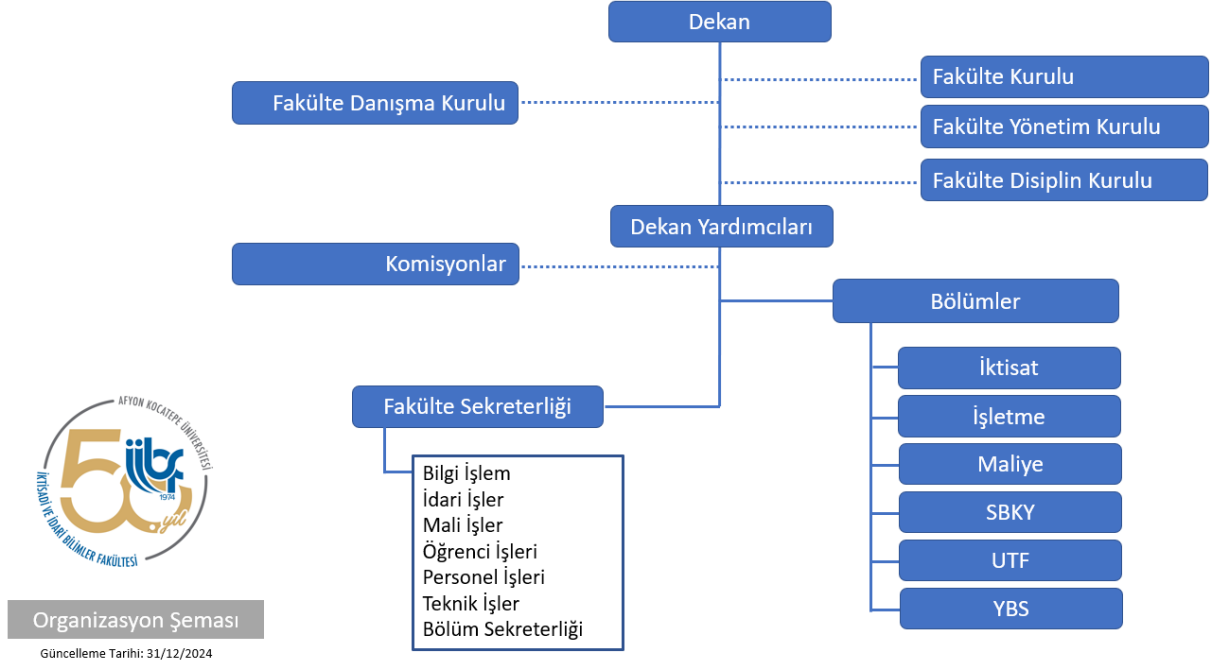 Dekan
Fakülte Kurulu
Fakülte Danışma Kurulu
Fakülte Yönetim Kurulu
Fakülte Disiplin Kurulu
Dekan Yardımcıları
Komisyonlar
Bölümler
İktisat
İşletme
Maliye
SBKY
UTF
YBS
Fakülte Sekreterliği
Bilgi İşlem
İdari İşler
Mali İşler
Öğrenci İşleri
Personel İşleri
Teknik İşler
Bölüm Sekreterliği
AFYON KOCATEPE ÜNİVERSİTESİ
50.yıl
iibf
1974
İKTİSADİ VE İDARİ BİLİMLER FAKÜLTESİ
Organizasyon Şeması
Güncelleme Tarihi: 31/12/2024